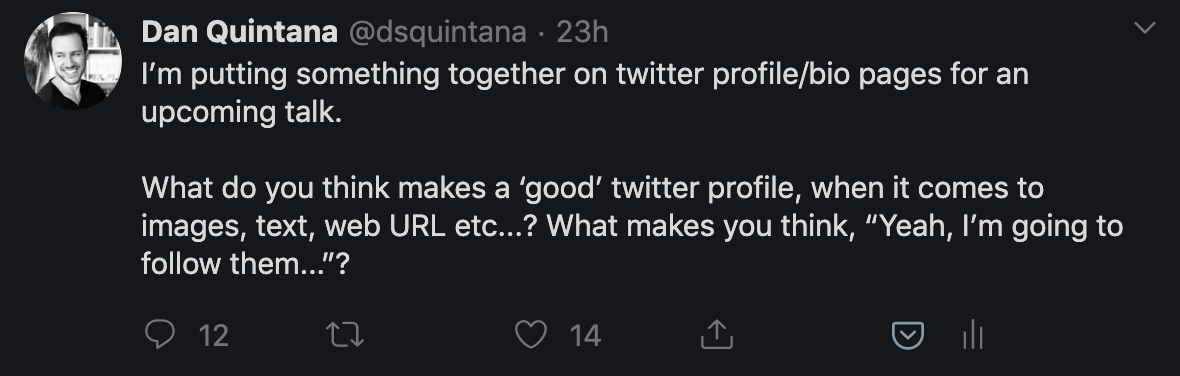 Dan Quintana @dsquintana · 23h
I’m putting something together on twitter profile/bio pages for an
upcoming talk.
What do you think makes a ‘good’ twitter profile, when it comes to
images, text, web URL etc...? What makes you think, “Yeah, I’m going to
follow them...”?
12 14